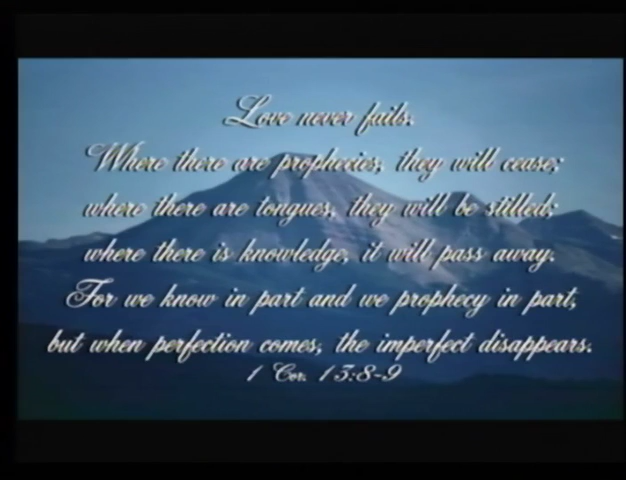 Love never fails.
Where there are prophecies, they will cease;
where there are tongues, they will be stilled;
where there is knowledge, it will pass away.
For we know in part and we prophecy in part,
but when perfection comes, the imperfect disappears.
1 Cor. 13:8-9